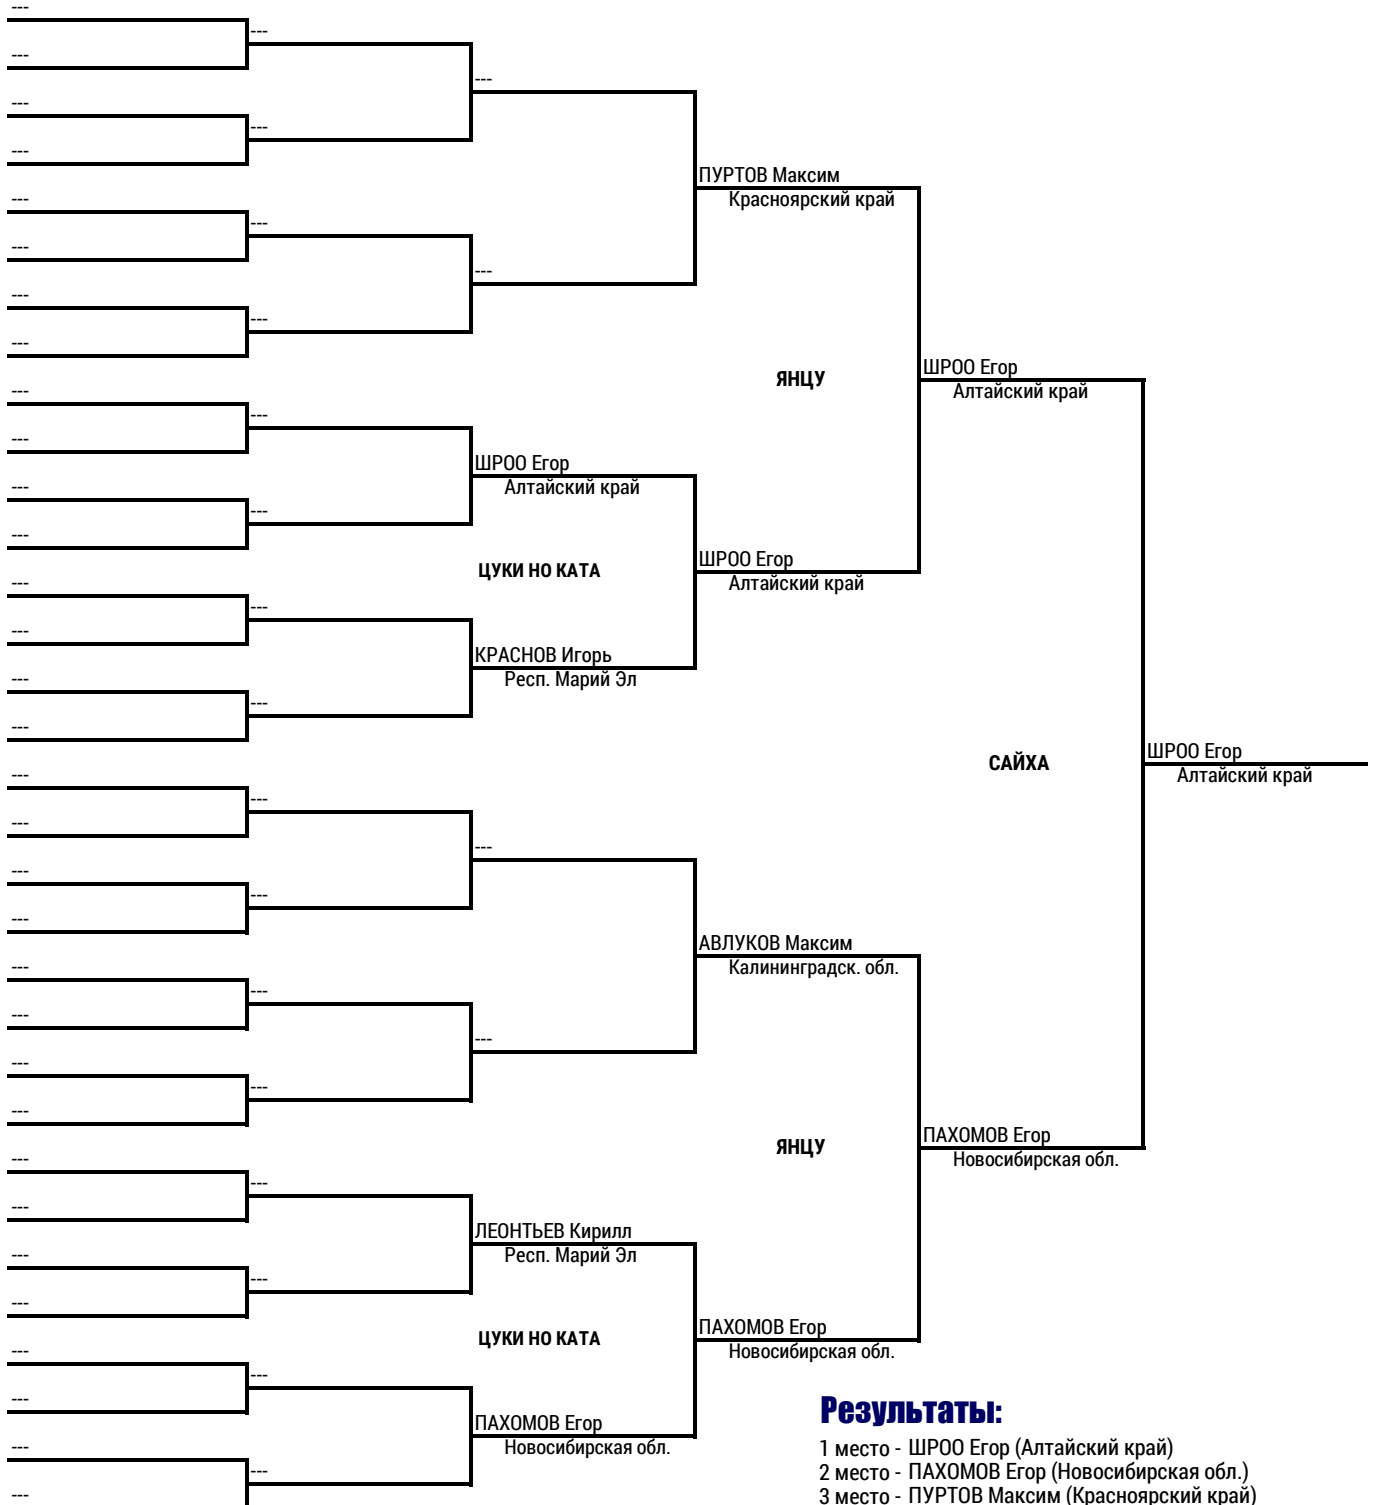 ---
---
---
---
---
---
---
---
---
---
ПУРТОВ Максим
Красноярский край
---
---
---
---
---
---
---
---
ЯНЦУ
ШРОО Егор
Алтайский край
---
---
---
ШРОО Егор
Алтайский край
---
---
---
ЦУКИ НО КАТА
ШРОО Егор
Алтайский край
---
---
---
КРАСНОВ Игорь
Респ. Марий Эл
---
---
---
САЙХА
ШРОО Егор
Алтайский край
---
---
---
---
---
---
---
АВЛУКОВ Максим
Калининградск. обл.
---
---
---
---
---
---
---
ЯНЦУ
ПАХОМОВ Егор
Новосибирская обл.
---
---
---
ЛЕОНТЬЕВ Кирилл
Респ. Марий Эл
---
---
---
ЦУКИ НО КАТА
ПАХОМОВ Егор
Новосибирская обл.
---
---
---
ПАХОМОВ Егор
Новосибирская обл.
---
---
---
Результаты:
1 место - ШРОО Егор (Алтайский край)
2 место - ПАХОМОВ Егор (Новосибирская обл.)
3 место - ПУРТОВ Максим (Красноярский край)